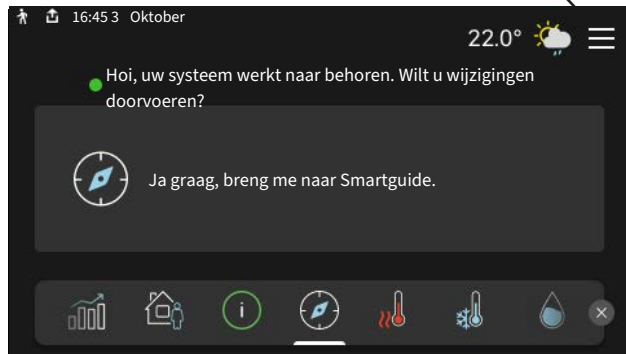 16:45 3 Oktober
22.0°
Hoi, uw systeem werkt naar behoren. Wilt u wijzigingen
doorvoeren?
Ja graag, breng me naar Smartguide.
i